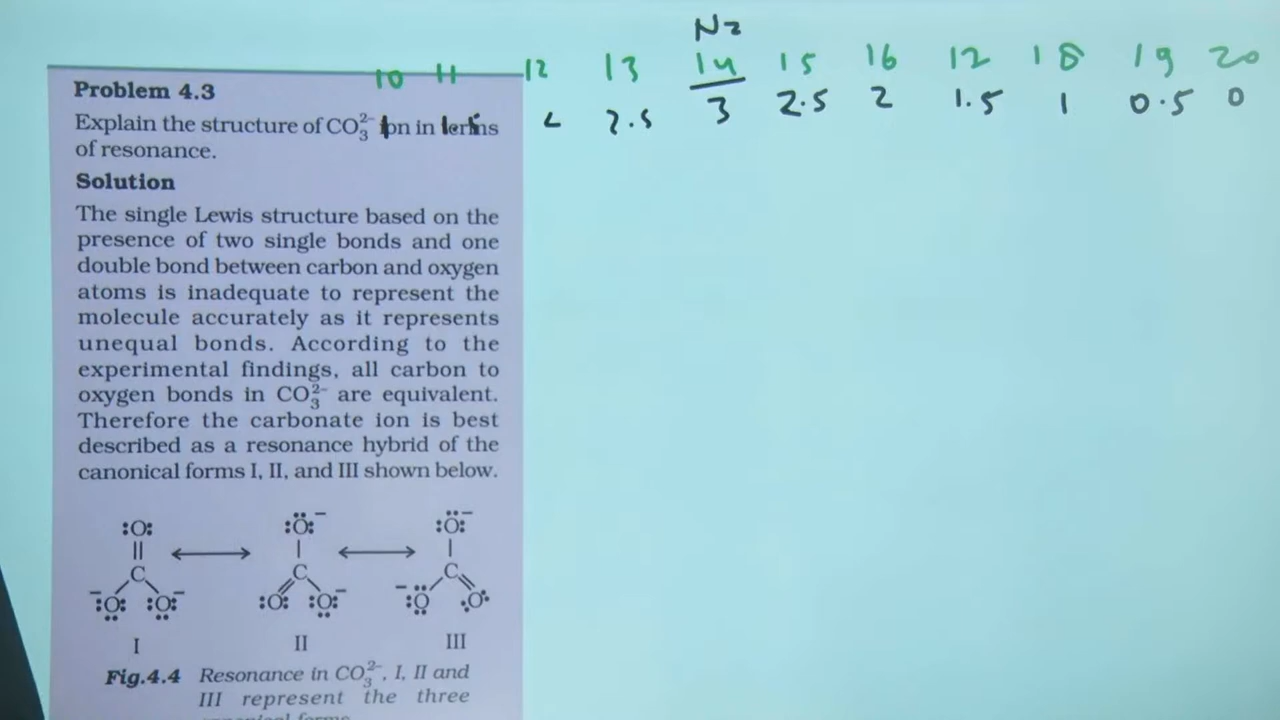 N2
10 11 12 13 14 15 16 12 18 19 20
2.5 3 2.5 2 1.5 1 0.5 0
Problem 4.3
Explain the structure of CO₃²⁻ ion in terms
of resonance.
Solution
The single Lewis structure based on the
presence of two single bonds and one
double bond between carbon and oxygen
atoms is inadequate to represent the
molecule accurately as it represents
unequal bonds. According to the
experimental findings, all carbon to
oxygen bonds in CO₃²⁻ are equivalent.
Therefore the carbonate ion is best
described as a resonance hybrid of the
canonical forms I, II, and III shown below.
:O: :Ö:⁻ :Ö:⁻
C C C
⁻:O: :O:⁻ :O: :O:⁻ ⁻:O :O:
I II III
Fig.4.4 Resonance in CO₃²⁻, I, II and
III represent the three